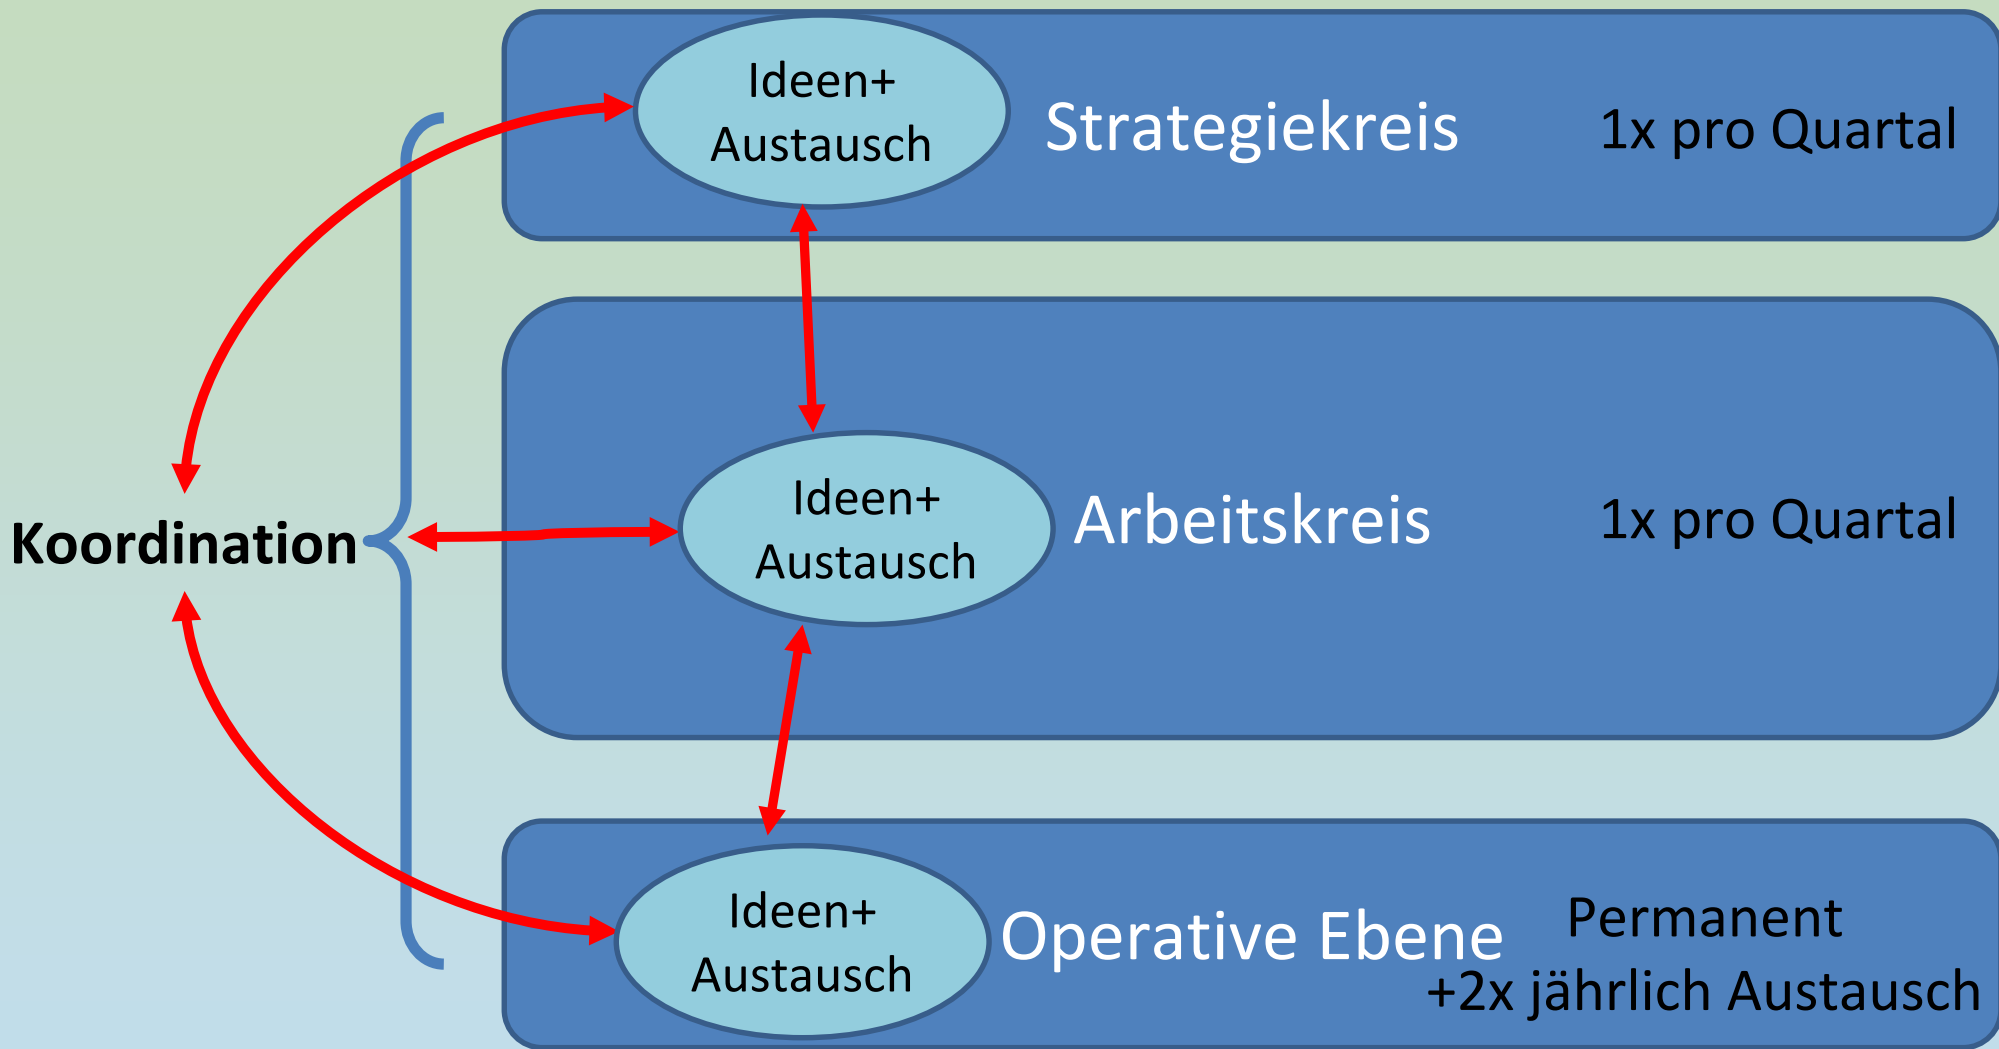 Ideen+
Austausch
Strategiekreis
1x pro Quartal
Koordination
Ideen+
Austausch
Arbeitskreis
1x pro Quartal
Ideen+
Austausch
Operative Ebene
Permanent
+2x jährlich Austausch